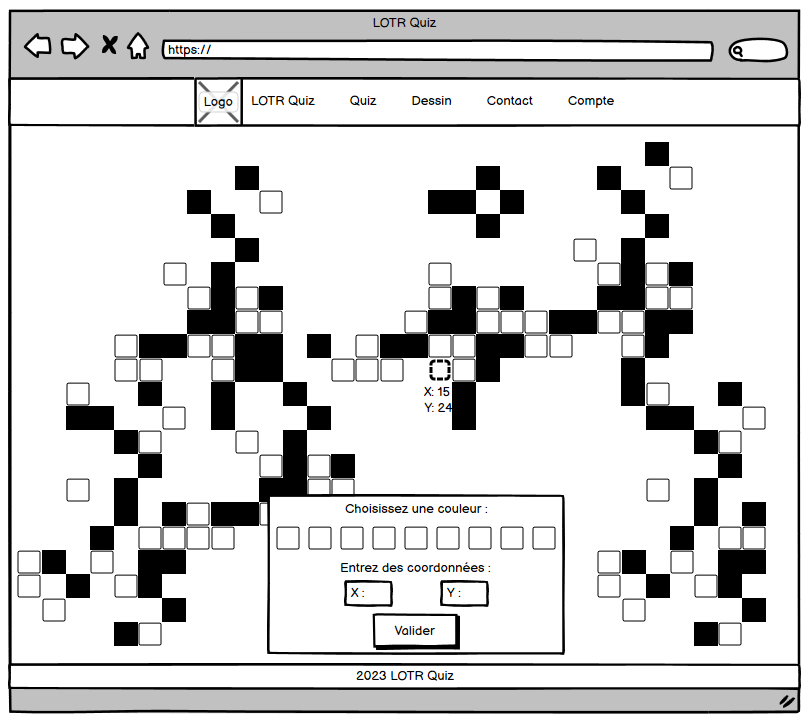 LOTR Quiz
https://
Logo LOTR Quiz Quiz Dessin Contact Compte
X: 15
Y: 24
Choisissez une couleur :
Entrez des coordonnées :
X : Y :
Valider
2023 LOTR Quiz